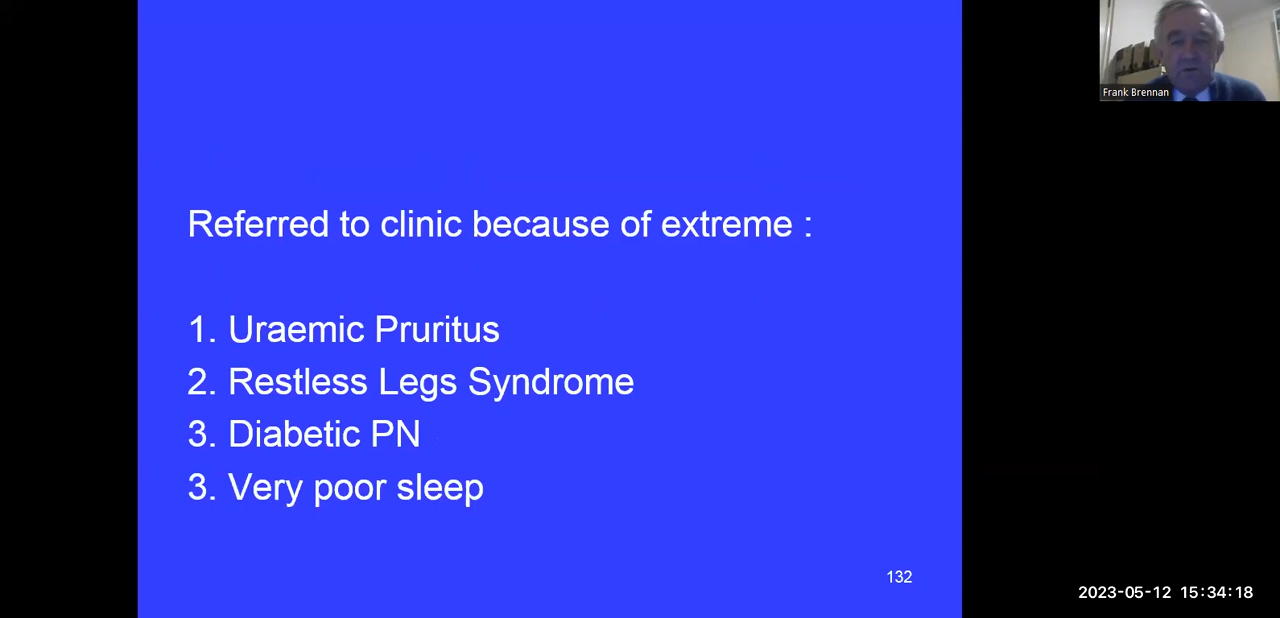 Frank Brennan
Referred to clinic because of extreme :
1. Uraemic Pruritus
2. Restless Legs Syndrome
3. Diabetic PN
3. Very poor sleep
132
2023-05-12 15:34:18